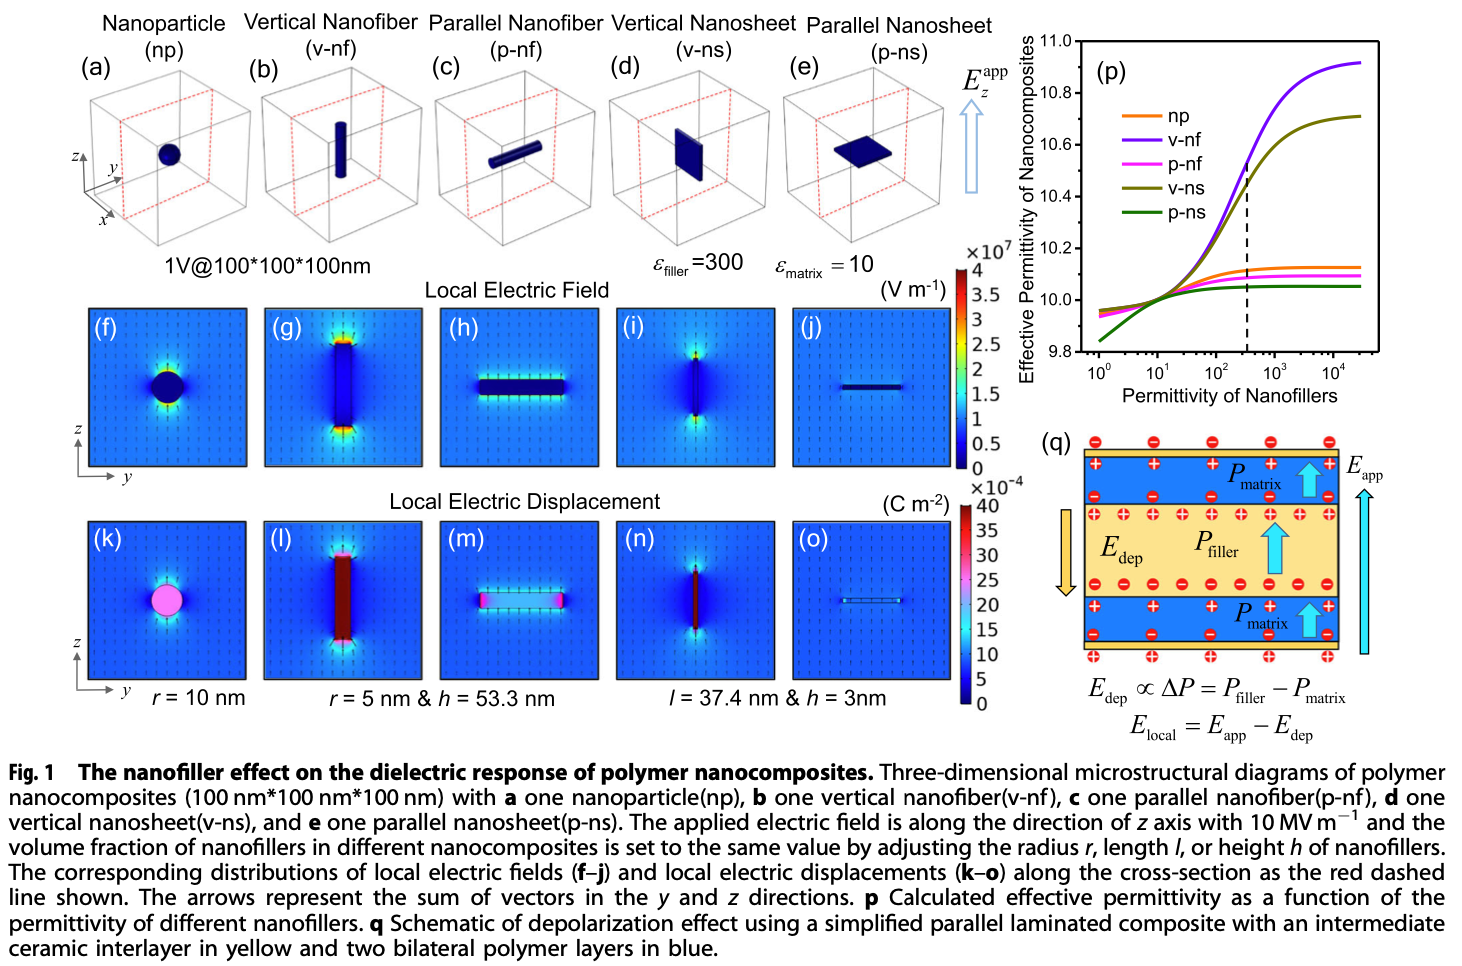 Nanoparticle
(np)
Vertical Nanofiber
(v-nf)
Parallel Nanofiber
(p-nf)
Vertical Nanosheet
(v-ns)
Parallel Nanosheet
(p-ns)
(a)
(b)
(c)
(d)
(e)
E_z^app
z
y
x
1V@100*100*100nm
ε_filler =300
ε_matrix = 10
Local Electric Field
(V m⁻¹)
×10⁷
4
3.5
3
2.5
2
1.5
1
0.5
0
(f)
(g)
(h)
(i)
(j)
z
y
Local Electric Displacement
(C m⁻²)
×10⁻⁴
40
35
30
25
20
15
10
5
0
(k)
(l)
(m)
(n)
(o)
z
y
r = 10 nm
r = 5 nm & h = 53.3 nm
l = 37.4 nm & h = 3nm
(p)
Effective Permittivity of Nanocomposites
11.0
10.8
10.6
10.4
10.2
10.0
9.8
np
v-nf
p-nf
v-ns
p-ns
10⁰
10¹
10²
10³
10⁴
Permittivity of Nanofillers
(q)
P_matrix
E_app
E_dep
P_filler
P_matrix
E_dep ∝ ΔP = P_filler − P_matrix
E_local = E_app − E_dep
Fig. 1 The nanofiller effect on the dielectric response of polymer nanocomposites. Three-dimensional microstructural diagrams of polymer
nanocomposites (100 nm*100 nm*100 nm) with a one nanoparticle(np), b one vertical nanofiber(v-nf), c one parallel nanofiber(p-nf), d one
vertical nanosheet(v-ns), and e one parallel nanosheet(p-ns). The applied electric field is along the direction of z axis with 10 MV m⁻¹ and the
volume fraction of nanofillers in different nanocomposites is set to the same value by adjusting the radius r, length l, or height h of nanofillers.
The corresponding distributions of local electric fields (f–j) and local electric displacements (k–o) along the cross-section as the red dashed
line shown. The arrows represent the sum of vectors in the y and z directions. p Calculated effective permittivity as a function of the
permittivity of different nanofillers. q Schematic of depolarization effect using a simplified parallel laminated composite with an intermediate
ceramic interlayer in yellow and two bilateral polymer layers in blue.